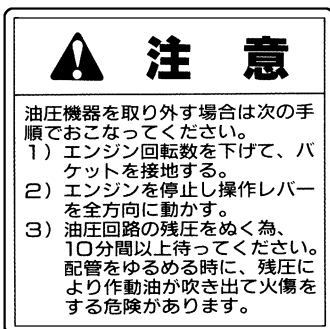 注 意
油圧機器を取り外す場合は次の手
順でおこなってください。
1）エンジン回転数を下げて、バ
ケットを接地する。
2）エンジンを停止し操作レバー
を全方向に動かす。
3）油圧回路の残圧をぬく為、
10分間以上待ってください。
配管をゆるめる時に、残圧に
より作動油が吹き出て火傷を
する危険があります。